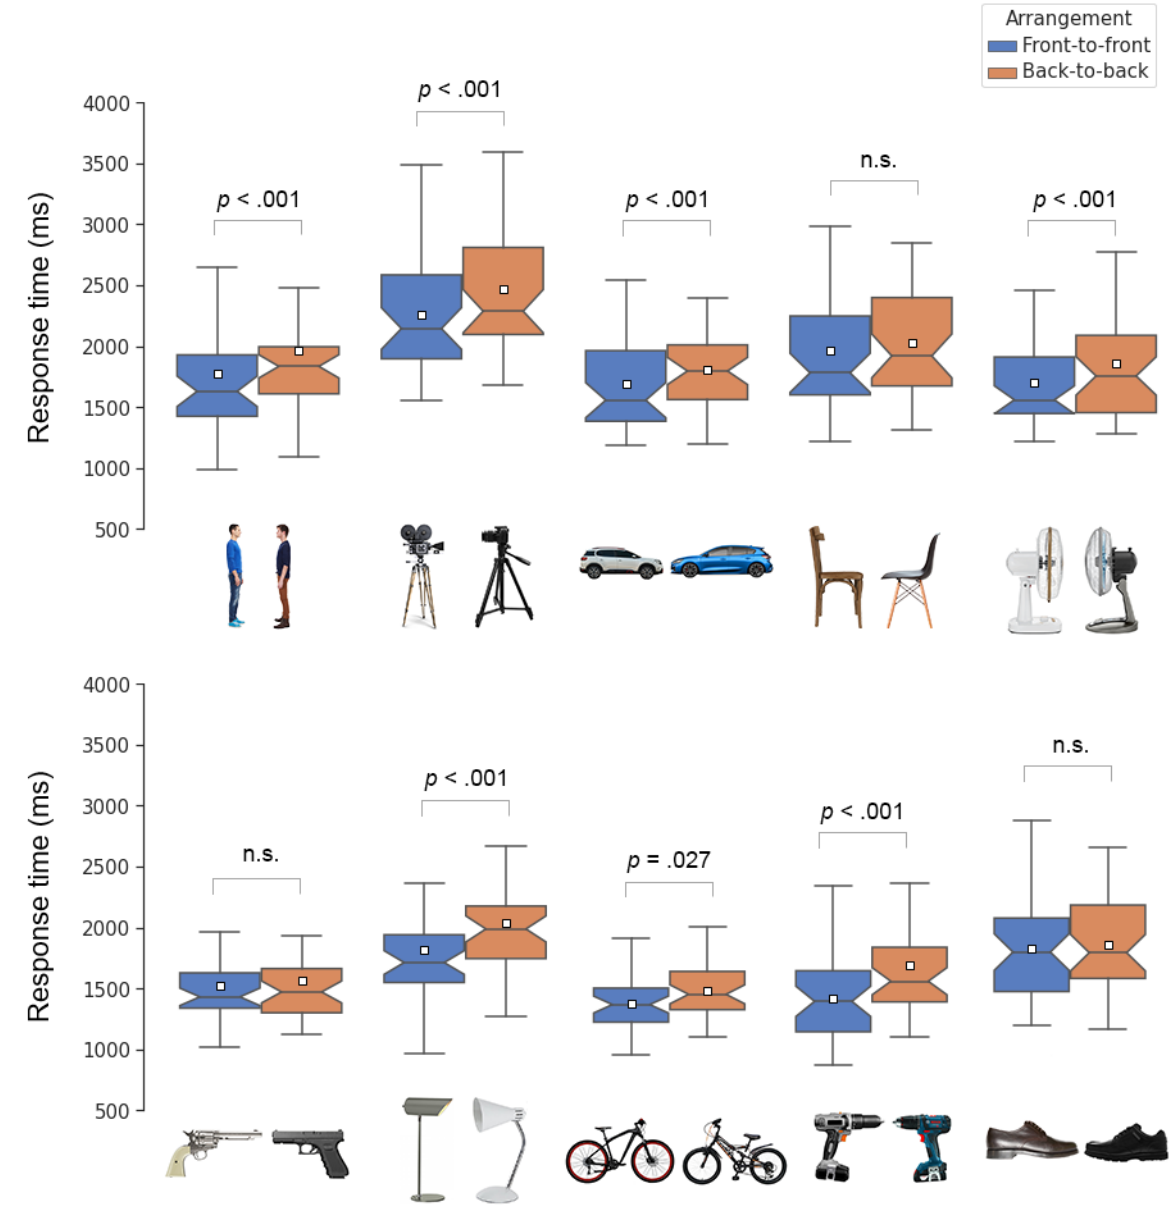 Arrangement
Front-to-front
Back-to-back
Response time (ms)
4000
3500
3000
2500
2000
1500
1000
500
p < .001
p < .001
p < .001
n.s.
p < .001
Response time (ms)
4000
3500
3000
2500
2000
1500
1000
500
n.s.
p < .001
p = .027
p < .001
n.s.